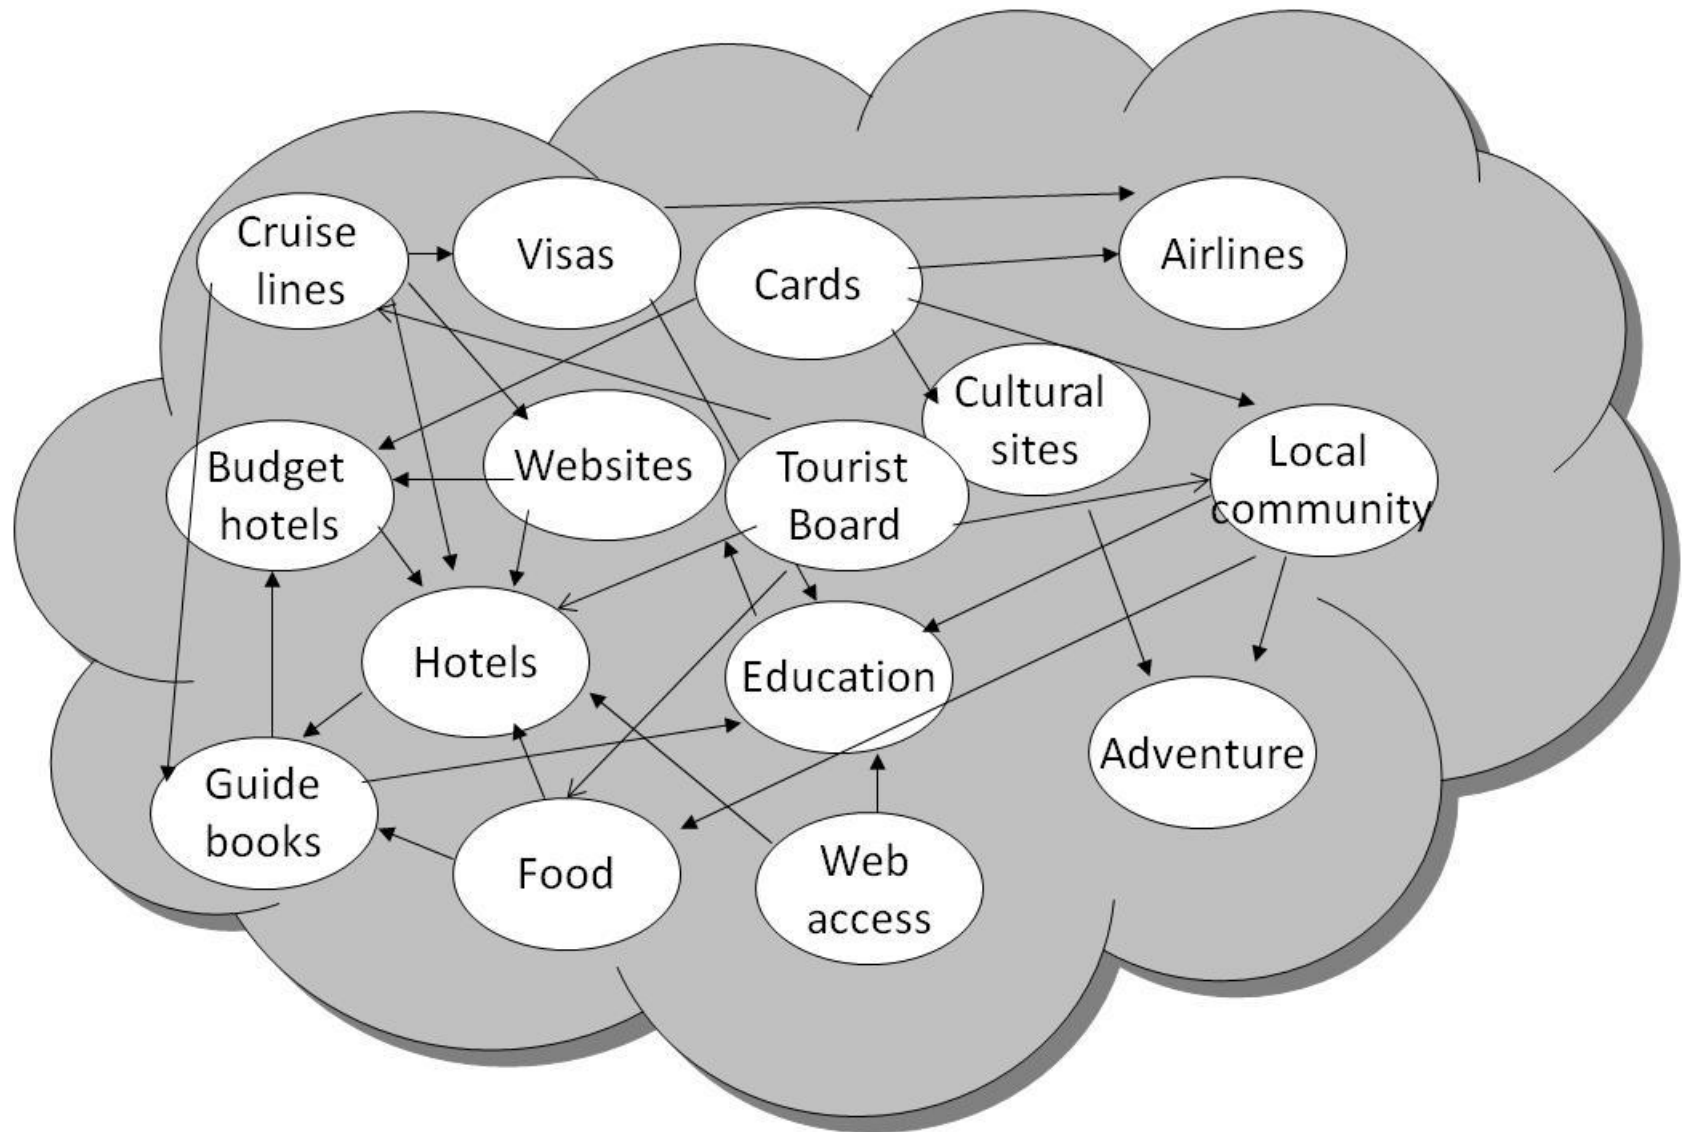 Cruise
lines
Visas
Cards
Airlines
Cultural
sites
Budget
hotels
Websites
Tourist
Board
Local
community
Hotels
Education
Adventure
Guide
books
Food
Web
access